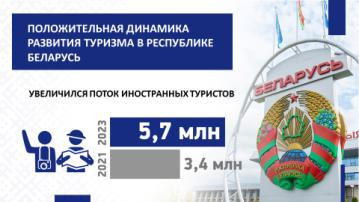 ПОЛОЖИТЕЛЬНАЯ ДИНАМИКА
РАЗВИТИЯ ТУРИЗМА В РЕСПУБЛИКЕ
БЕЛАРУСЬ
УВЕЛИЧИЛСЯ ПОТОК ИНОСТРАННЫХ ТУРИСТОВ
2023
5,7 млн
2021
3,4 млн
БЕЛАРУСЬ